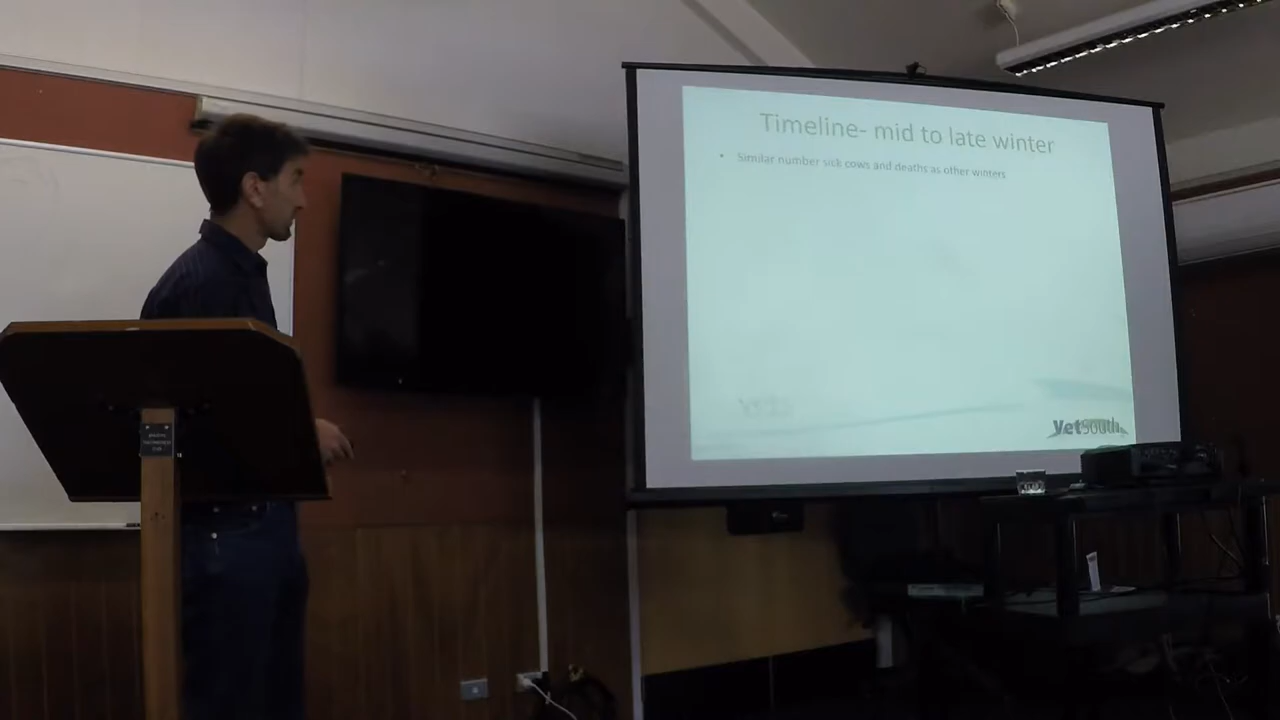 Timeline- mid to late winter
• Similar number sick cows and deaths as other winters
VetSouth